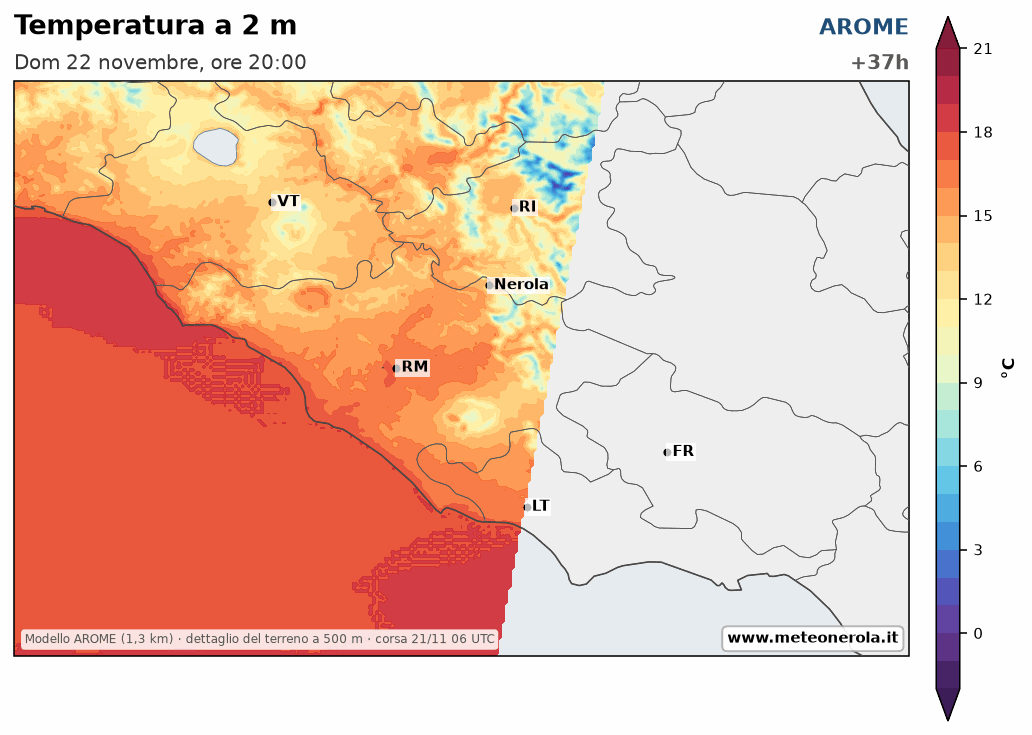 Temperatura a 2 m
AROME
Dom 22 novembre, ore 20:00
+37h
21
18
15
12
9
6
3
0
°C
VT
RI
Nerola
RM
FR
LT
Modello AROME (1,3 km) · dettaglio del terreno a 500 m · corsa 21/11 06 UTC
www.meteonerola.it